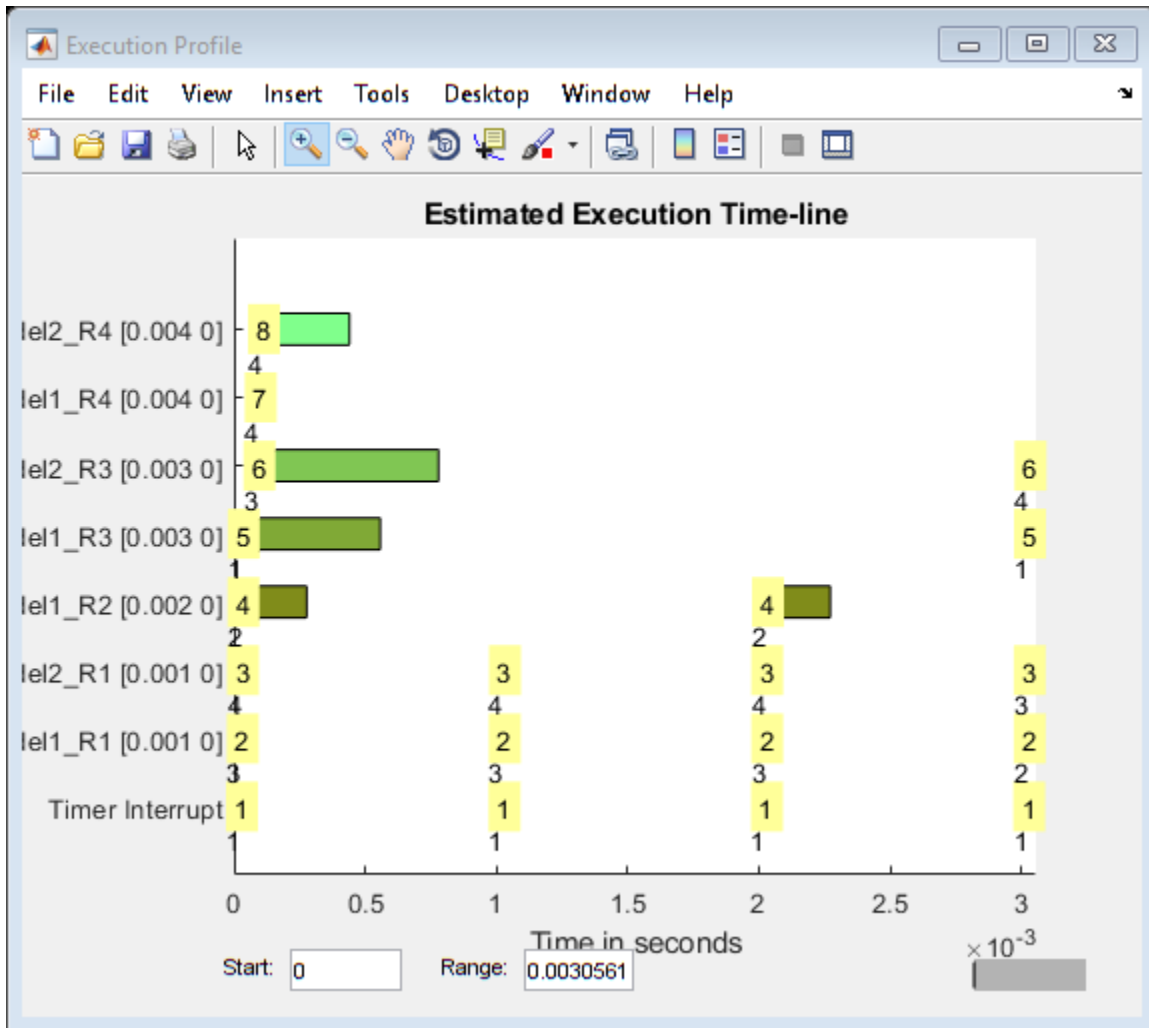 Execution Profile
File Edit View Insert Tools Desktop Window Help
Estimated Execution Time-line
lel2_R4 [0.004 0] 8
4
lel1_R4 [0.004 0] 7
4
lel2_R3 [0.003 0] 6 6
3 4
lel1_R3 [0.003 0] 5 5
1 1
lel1_R2 [0.002 0] 4 4
2 2
lel2_R1 [0.001 0] 3 3 3 3
4 4 4 3
lel1_R1 [0.001 0] 2 2 2 2
3 3 3 2
Timer Interrupt 1 1 1 1
1 1 1 1
0 0.5 1 1.5 2 2.5 3
Time in seconds ×10-3
Start: 0 Range: 0.0030561